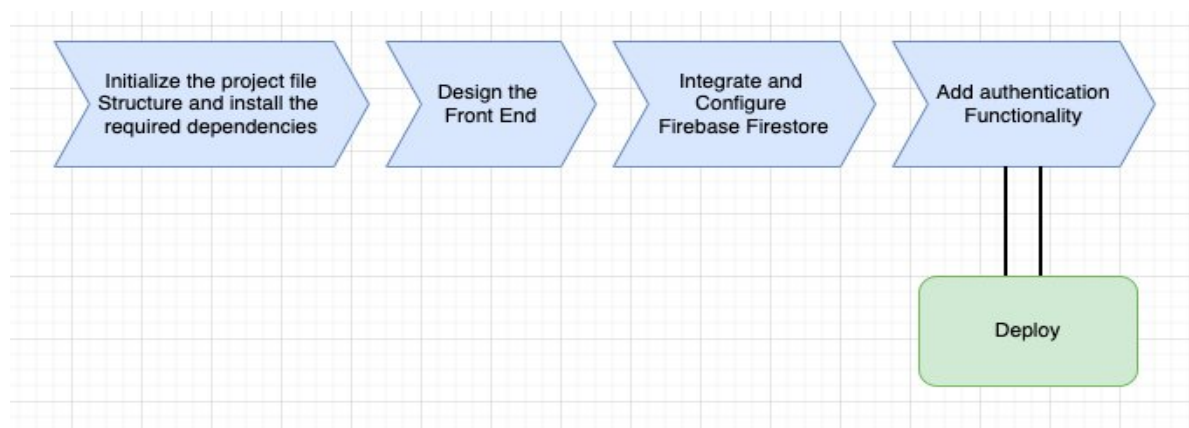 Initialize the project file
Structure and install the
required dependencies
Design the
Front End
Integrate and
Configure
Firebase Firestore
Add authentication
Functionality
Deploy